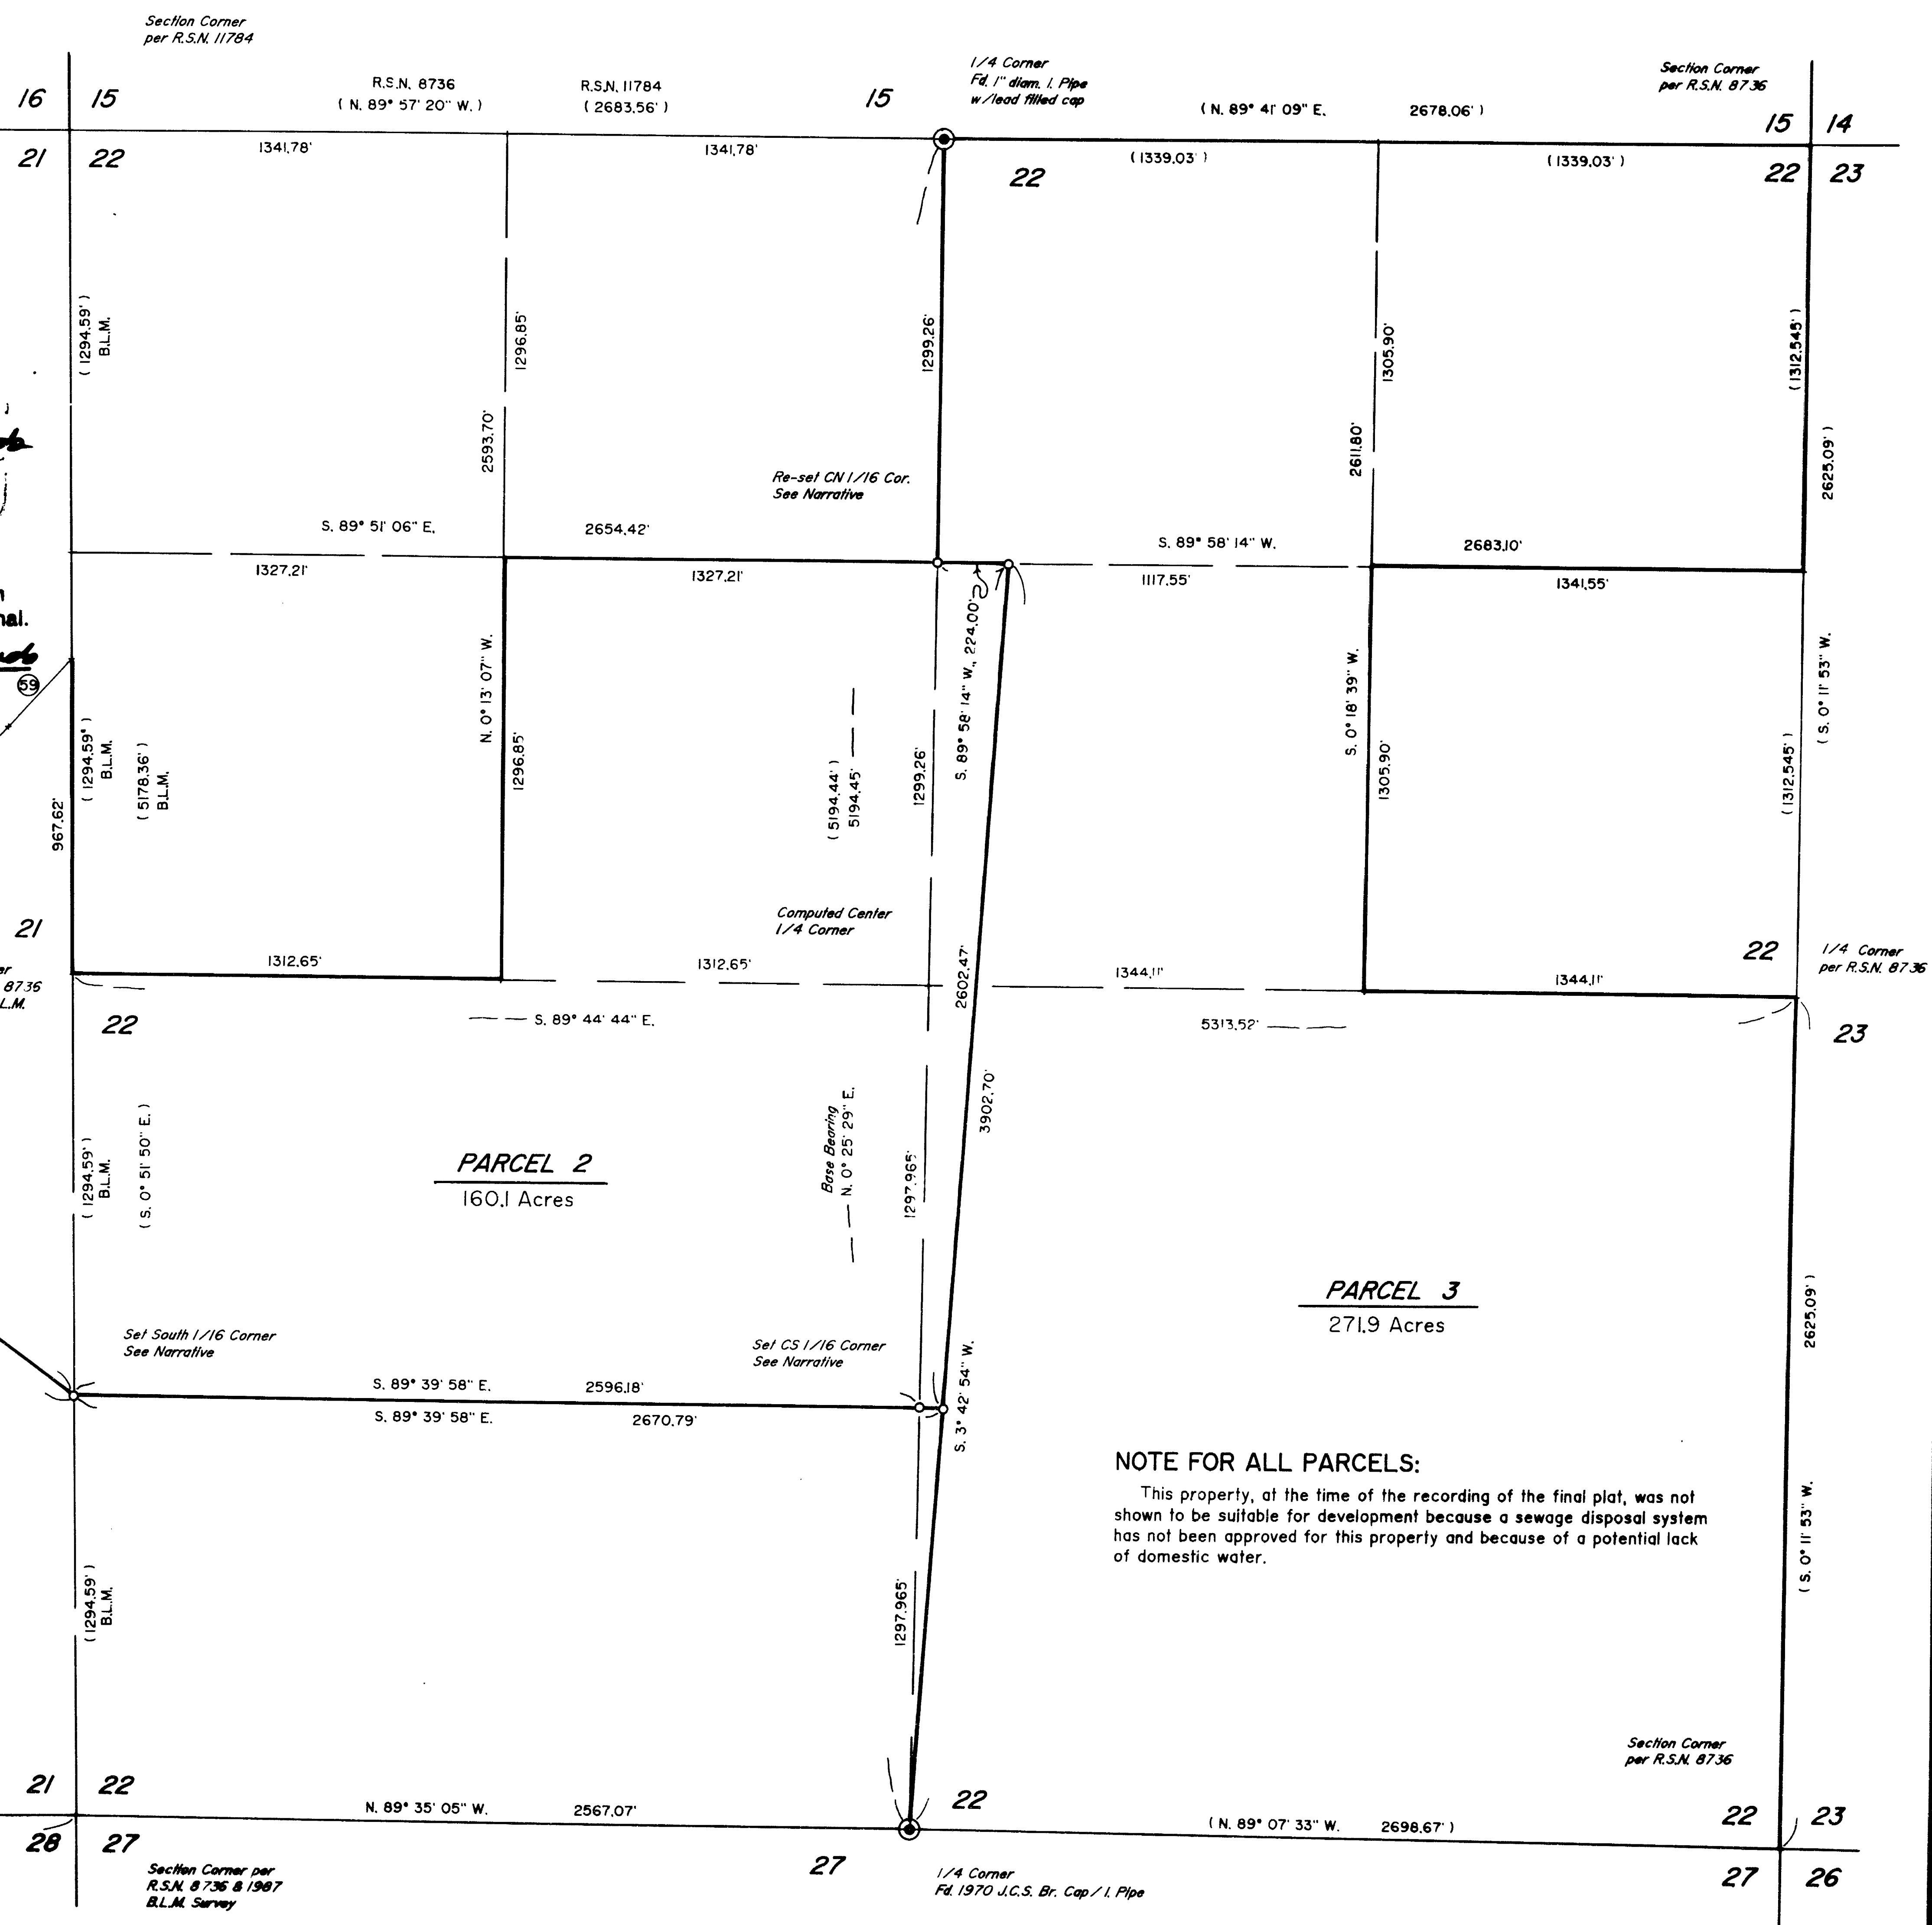 Section Corner
per R.S.N. 11784
1/4 Corner
Fd. 1" diam. I. Pipe
w/lead filled cap
Section Corner
per R.S.N. 8736
16 15
R.S.N. 8736
( N. 89° 57' 20" W. )
R.S.N. 11784
( 2683.56' )
15
( N. 89° 41' 09" E. 2678.06' )
15 14
21 22
1341.78'
1341.78'
22
( 1339.03' )
( 1339.03' )
22 23
( 1294.59' )
B.L.M.
1296.85'
2593.70'
1299.26'
1305.90'
2611.80'
( 1312.545' )
2625.09' )
Re-set CN 1/16 Cor.
See Narrative
S. 89° 51' 06" E. 2654.42'
S. 89° 58' 14" W. 2683.10'
1327.21'
1327.21'
1117.55'
1341.55'
nal.
59
N. 0° 13' 07" W.
1296.85'
S. 89° 58' 14" W., 224.00'
S. 0° 18' 39" W.
1305.90'
( S. 0° 11' 53" W.
( 1312.545' )
967.62'
( 1294.59° )
B.L.M.
( 5178.36' )
B.L.M.
( 5194.44' )
5194.45'
1299.26'
21
Computed Center
1/4 Corner
22
1/4 Corner
per R.S.N. 8736
er
8736
L.M.
1312.65'
1312.65'
2602.47'
1344.11'
1344.11'
22
S. 89° 44' 44" E.
5313.52'
23
( 1294.59' )
B.L.M.
( S. 0° 51' 50" E. )
Base Bearing
N. 0° 25' 29" E.
1297.965'
3902.70'
PARCEL 2
160.1 Acres
PARCEL 3
271.9 Acres
2625.09' )
Set South 1/16 Corner
See Narrative
Set CS 1/16 Corner
See Narrative
S. 89° 39' 58" E. 2596.18'
S. 89° 39' 58" E. 2670.79'
S. 3° 42' 54" W.
NOTE FOR ALL PARCELS:
This property, at the time of the recording of the final plat, was not
shown to be suitable for development because a sewage disposal system
has not been approved for this property and because of a potential lack
of domestic water.
( S. 0° 11' 53" W.
( 1294.59' )
B.L.M.
1297.965'
Section Corner
per R.S.N. 8736
21 22
N. 89° 35' 05" W. 2567.07'
22
( N. 89° 07' 33" W. 2698.67' )
22 23
28 27
Section Corner per
R.S.N. 8736 & 1987
B.L.M. Survey
27
1/4 Corner
Fd. 1970 J.C.S. Br. Cap / I. Pipe
27 26